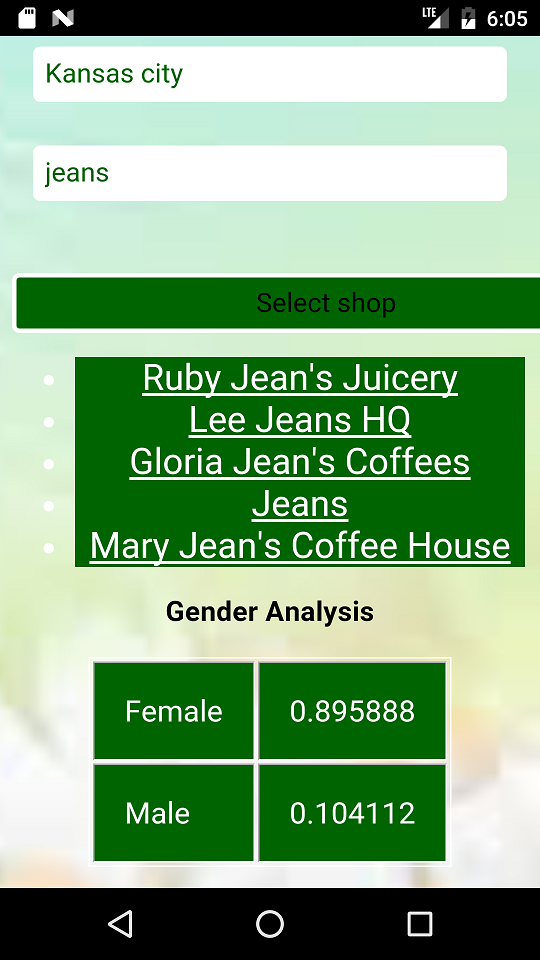 LTE 6:05
Kansas city
jeans
Select shop
Ruby Jean's Juicery
Lee Jeans HQ
Gloria Jean's Coffees
Jeans
Mary Jean's Coffee House
Gender Analysis
Female 0.895888
Male 0.104112